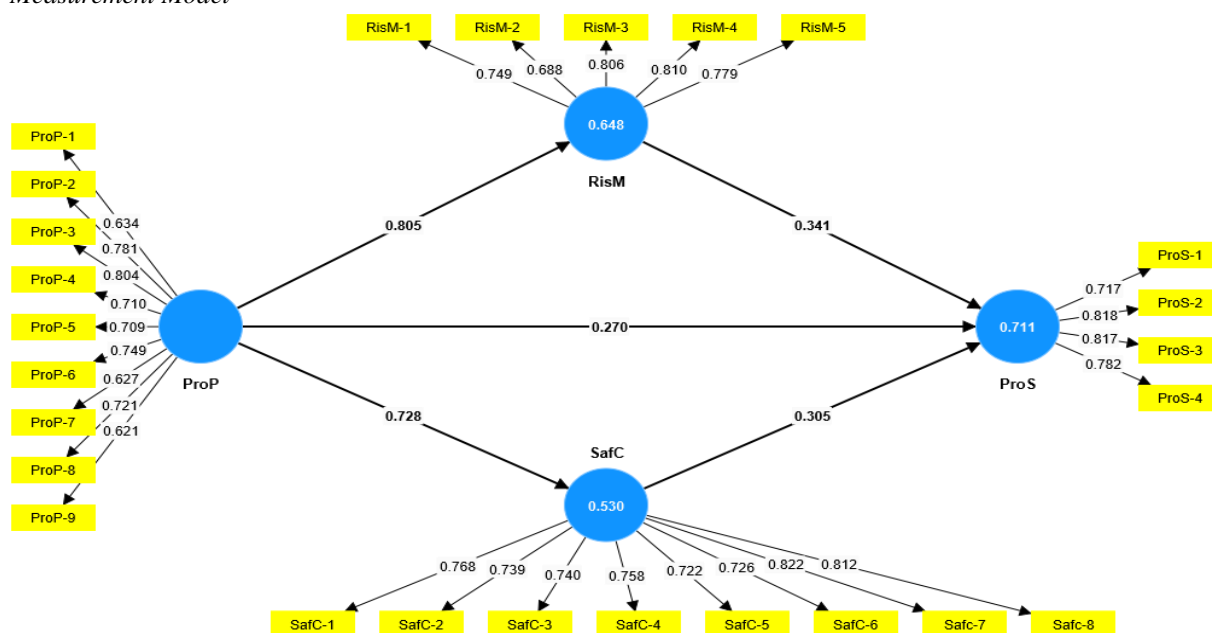 Measurement Model
RisM-1 RisM-2 RisM-3 RisM-4 RisM-5
0.749 0.688 0.806 0.810 0.779
0.648
RisM
ProP-1
ProP-2
ProP-3
ProP-4
ProP-5
ProP-6
ProP-7
ProP-8
ProP-9
0.634
0.781
0.804
0.710
0.709
0.749
0.627
0.721
0.621
ProP
0.805
0.341
0.270
0.728
0.305
0.711
ProS
ProS-1
ProS-2
ProS-3
ProS-4
0.717
0.818
0.817
0.782
SafC
0.530
0.768 0.739 0.740 0.758 0.722 0.726 0.822 0.812
SafC-1 SafC-2 SafC-3 SafC-4 SafC-5 SafC-6 Safc-7 Safc-8